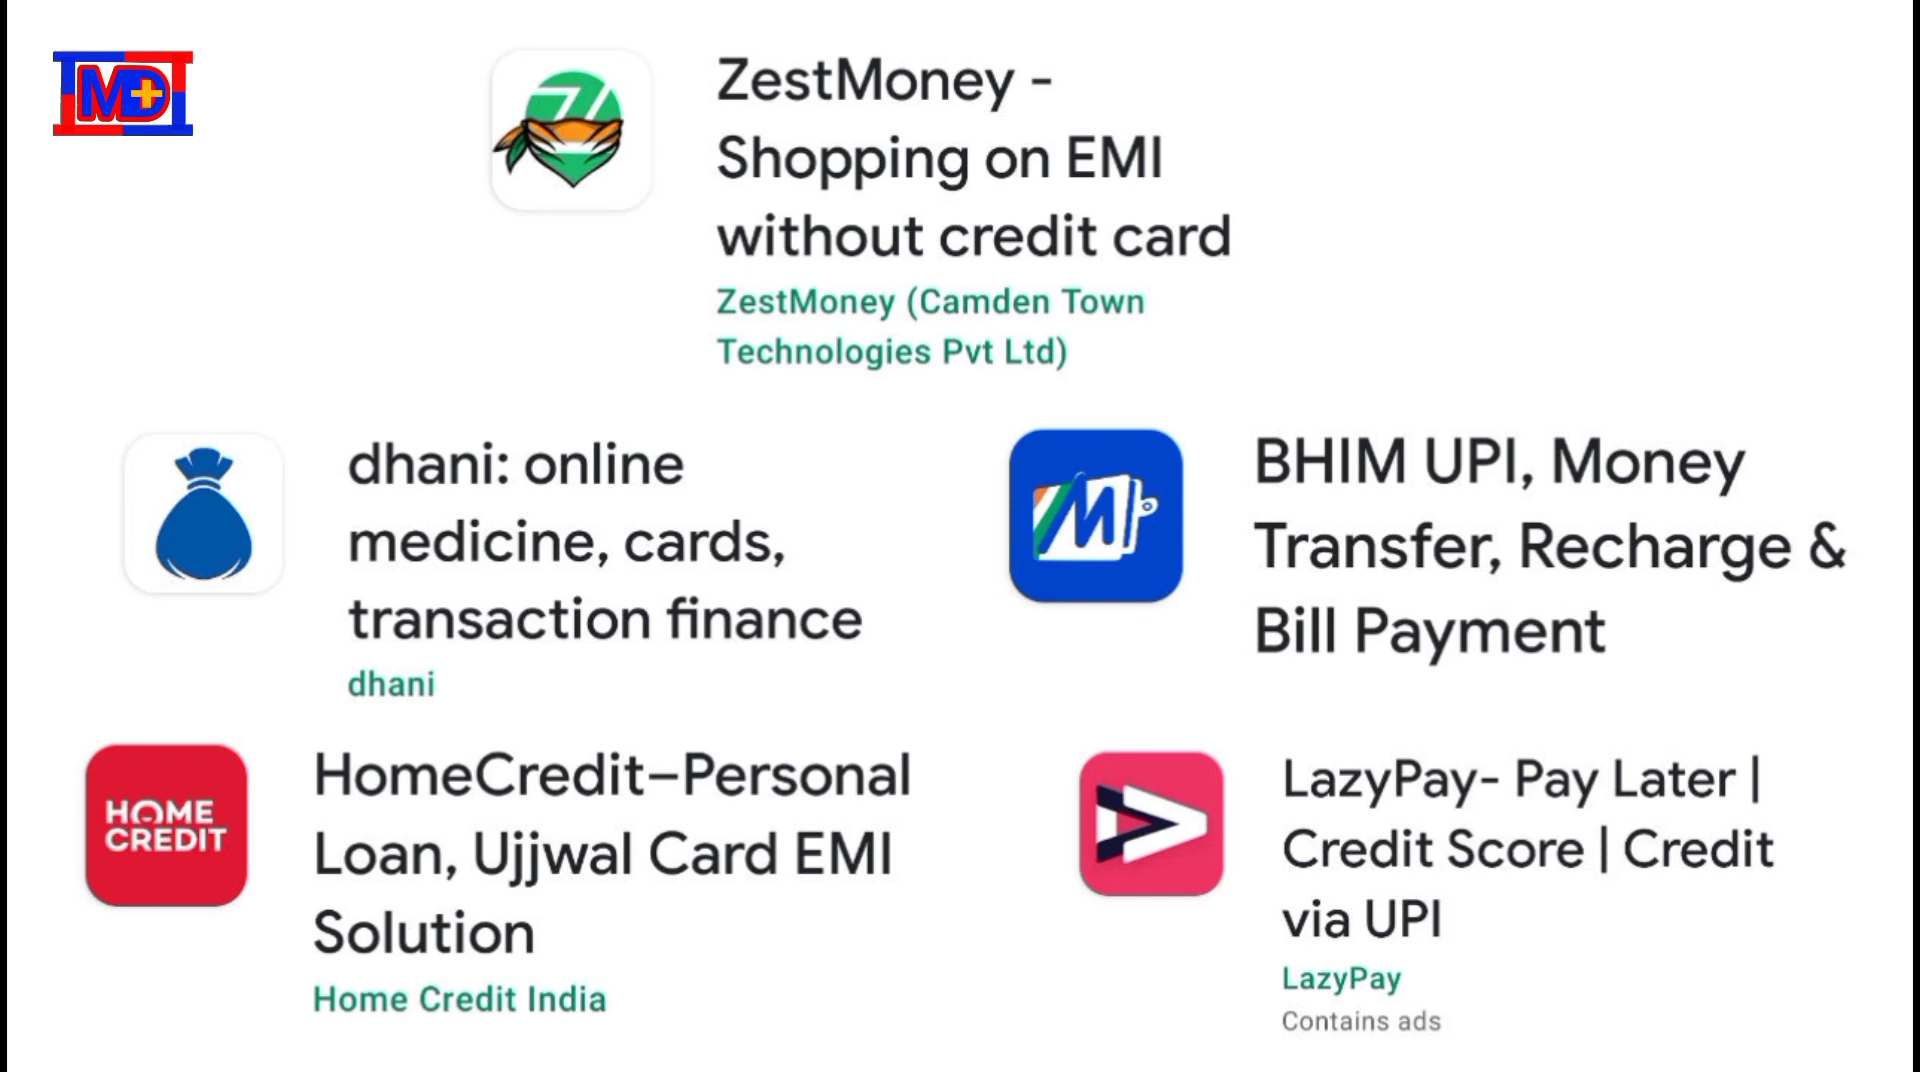 MD+
ZestMoney -
Shopping on EMI
without credit card
ZestMoney (Camden Town
Technologies Pvt Ltd)
dhani: online
medicine, cards,
transaction finance
dhani
M
BHIM UPI, Money
Transfer, Recharge &
Bill Payment
HOME
CREDIT
HomeCredit–Personal
Loan, Ujjwal Card EMI
Solution
Home Credit India
LazyPay- Pay Later |
Credit Score | Credit
via UPI
LazyPay
Contains ads